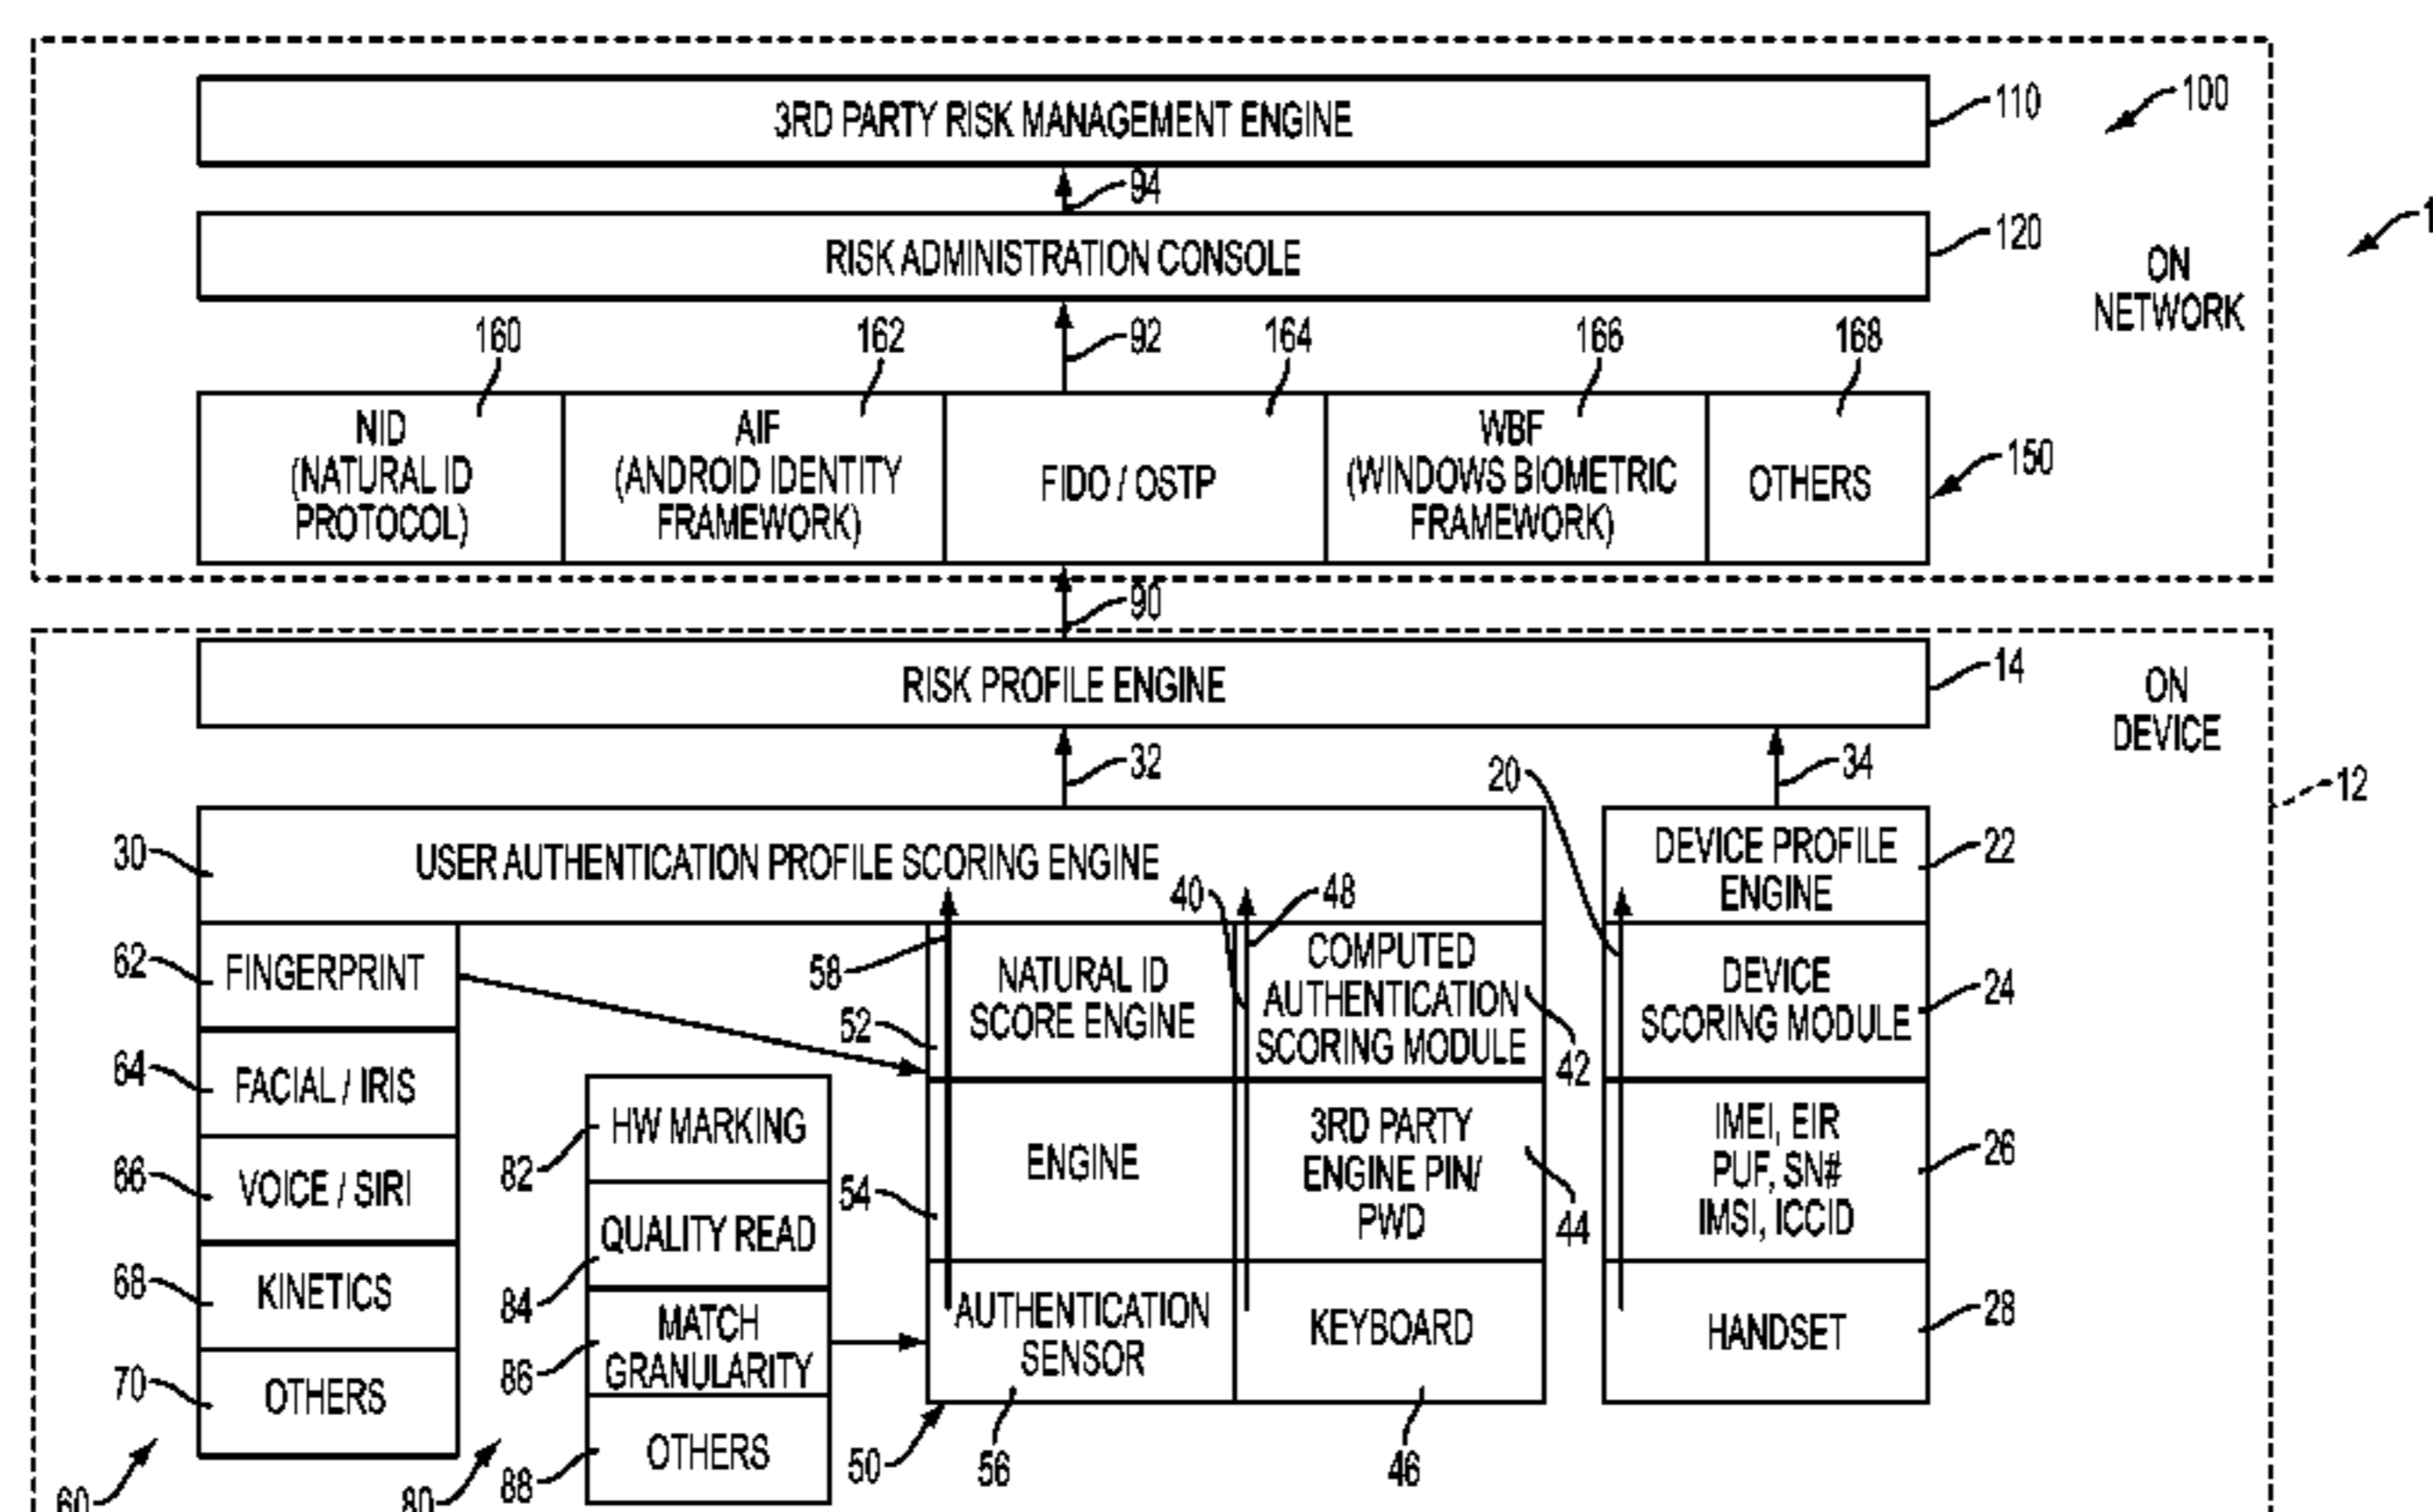 3RD PARTY RISK MANAGEMENT ENGINE
110
100
94
RISK ADMINISTRATION CONSOLE
120
ON
NETWORK
160
162
92
164
166
168
NID
(NATURAL ID
PROTOCOL)
AIF
(ANDROID IDENTITY
FRAMEWORK)
FIDO / OSTP
WBF
(WINDOWS BIOMETRIC
FRAMEWORK)
OTHERS
150
90
RISK PROFILE ENGINE
14
ON
DEVICE
32
20
34
12
30
USER AUTHENTICATION PROFILE SCORING ENGINE
40
48
DEVICE PROFILE
ENGINE
22
62
FINGERPRINT
58
52
NATURAL ID
SCORE ENGINE
COMPUTED
AUTHENTICATION
SCORING MODULE
42
DEVICE
SCORING MODULE
24
64
FACIAL / IRIS
66
VOICE / SIRI
68
KINETICS
70
OTHERS
60
HW MARKING
82
QUALITY READ
84
MATCH
GRANULARITY
86
OTHERS
88
80
54
ENGINE
3RD PARTY
ENGINE PIN/
PWD
44
IMEI, EIR
PUF, SN#
IMSI, ICCID
26
AUTHENTICATION
SENSOR
KEYBOARD
HANDSET
28
50
56
46